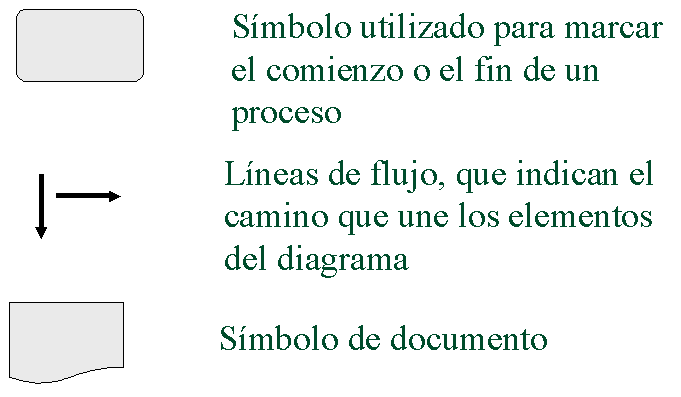 Símbolo utilizado para marcar
el comienzo o el fin de un
proceso
Líneas de flujo, que indican el
camino que une los elementos
del diagrama
Símbolo de documento